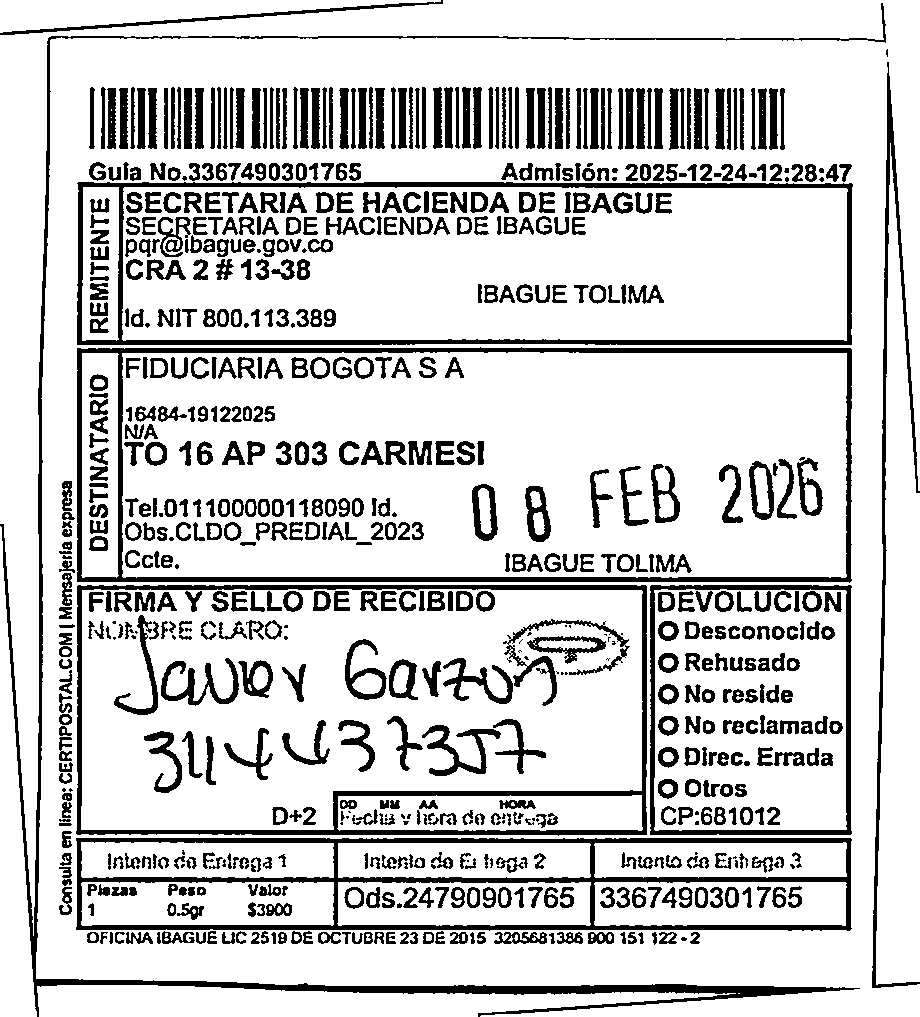 Guia No.3367490301765 Admisión: 2025-12-24-12:28:47
REMITENTE
SECRETARIA DE HACIENDA DE IBAGUE
SECRETARIA DE HACIENDA DE IBAGUE
pqr@ibague.gov.co
CRA 2 # 13-38
IBAGUE TOLIMA
Id. NIT 800.113.389
DESTINATARIO
FIDUCIARIA BOGOTA S A
16484-19122025
N/A
TO 16 AP 303 CARMESI
08 FEB 2026
Tel.011100000118090 Id.
Obs.CLDO_PREDIAL_2023
Ccte.
IBAGUE TOLIMA
Consulta en linea: CERTIPOSTAL.COM | Mensajeria expresa
FIRMA Y SELLO DE RECIBIDO
NOMBRE CLARO:
Javier Garzon
3144437357
D+2
DD MM AA HORA
Fecha y hora de entrega
DEVOLUCION
Desconocido
Rehusado
No reside
No reclamado
Direc. Errada
Otros
CP:681012
Intento de Entrega 1 Intento de Entrega 2 Intento de Entrega 3
Piezas Peso Valor
1 0.5gr $3900
Ods.24790901765 3367490301765
OFICINA IBAGUE LIC 2519 DE OCTUBRE 23 DE 2015 3205681386 900 151 122 - 2